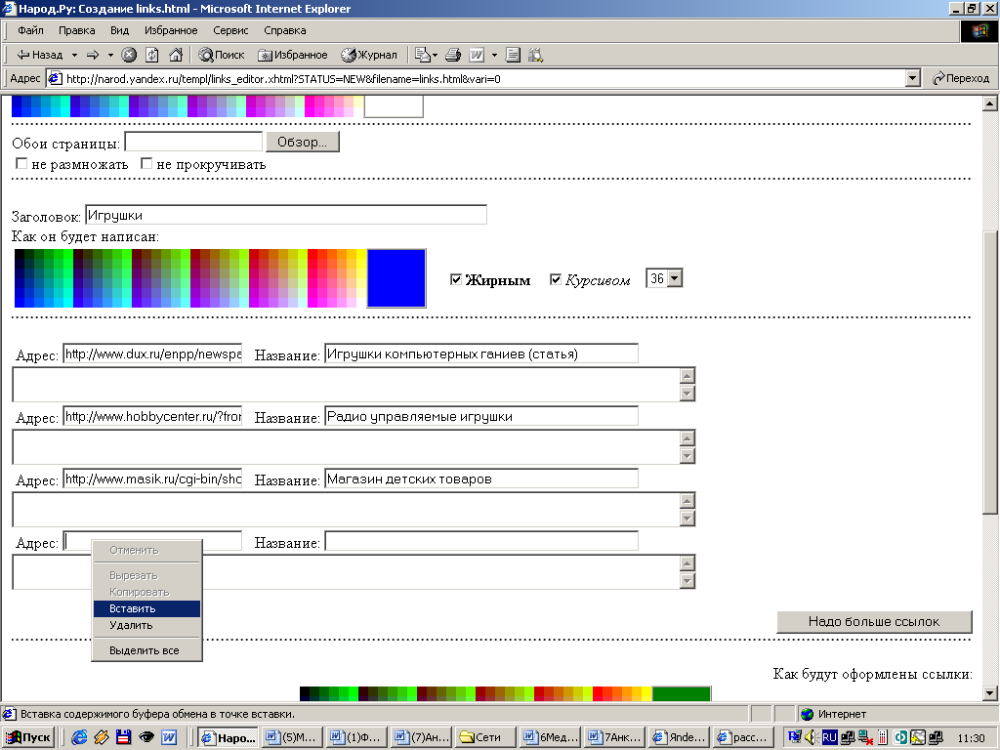 Народ.Ру: Создание links.html - Microsoft Internet Explorer
Файл Правка Вид Избранное Сервис Справка
Назад Поиск Избранное Журнал
Адрес http://narod.yandex.ru/templ/links_editor.xhtml?STATUS=NEW&filename=links.html&vari=0 Переход
Обои страницы: Обзор...
не размножать не прокручивать
Заголовок: Игрушки
Как он будет написан:
Жирным Курсивом 36
Адрес: http://www.dux.ru/enpp/newspa Название: Игрушки компьютерных ганиев (статья)
Адрес: http://www.hobbycenter.ru/?fron Название: Радио управляемые игрушки
Адрес: http://www.masik.ru/cgi-bin/sho Название: Магазин детских товаров
Адрес: Название:
Отменить
Вырезать
Копировать
Вставить
Удалить
Выделить все
Надо больше ссылок
Как будут оформлены ссылки:
Вставка содержимого буфера обмена в точке вставки. Интернет
Пуск Наро... (5)М... (1)Ф... (7)Ан... Сети 6Мед... 7Анк... Яnde... расс... RU 11:30